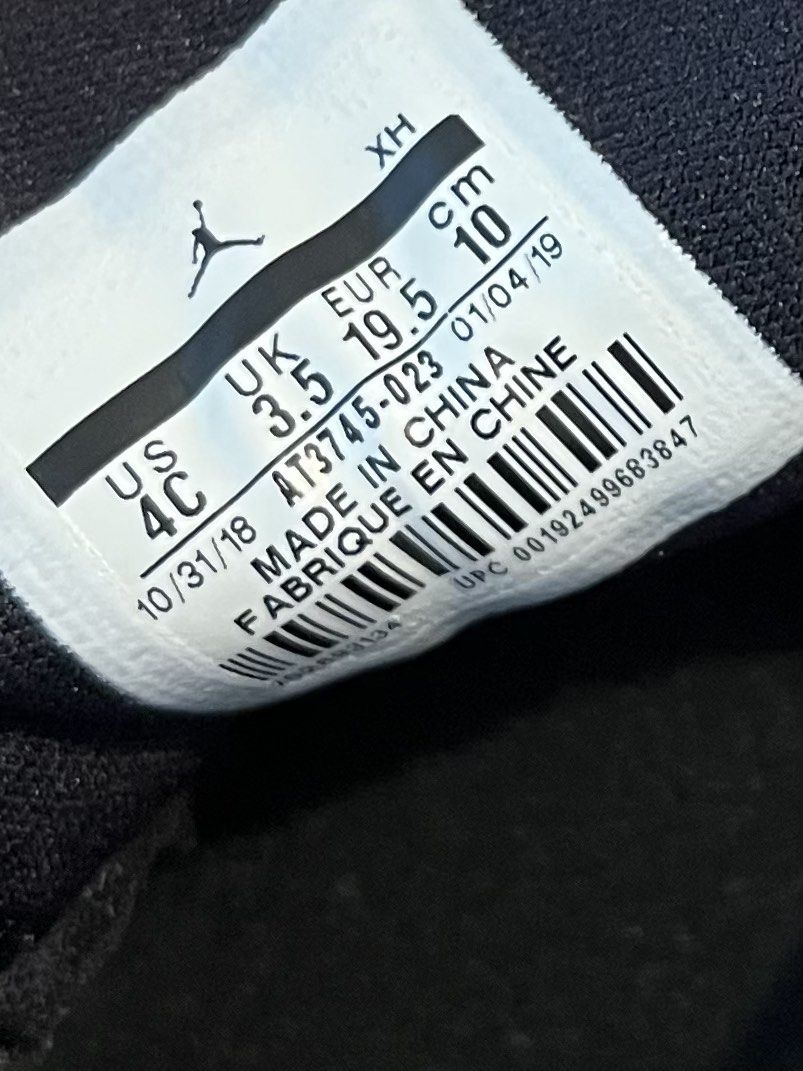 XH
US UK EUR cm
4C 3.5 19.5 10
10/31/18 AT3745-023 01/04/19
MADE IN CHINA
FABRIQUE EN CHINE
UPC 00192499683847